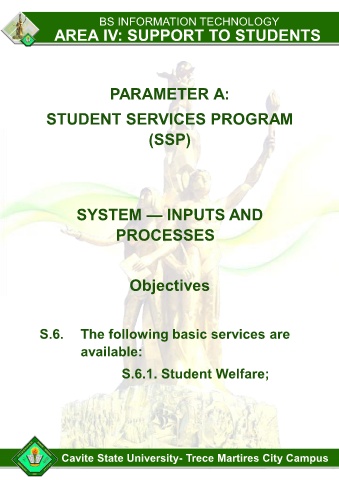 BS INFORMATION TECHNOLOGY
AREA IV: SUPPORT TO STUDENTS
PARAMETER A:
STUDENT SERVICES PROGRAM
(SSP)
SYSTEM — INPUTS AND
PROCESSES
Objectives
S.6. The following basic services are
available:
S.6.1. Student Welfare;
Cavite State University- Trece Martires City Campus